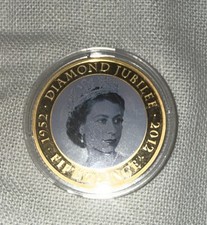 1952 · DIAMOND JUBILEE · 2012
FIFTY PENCE